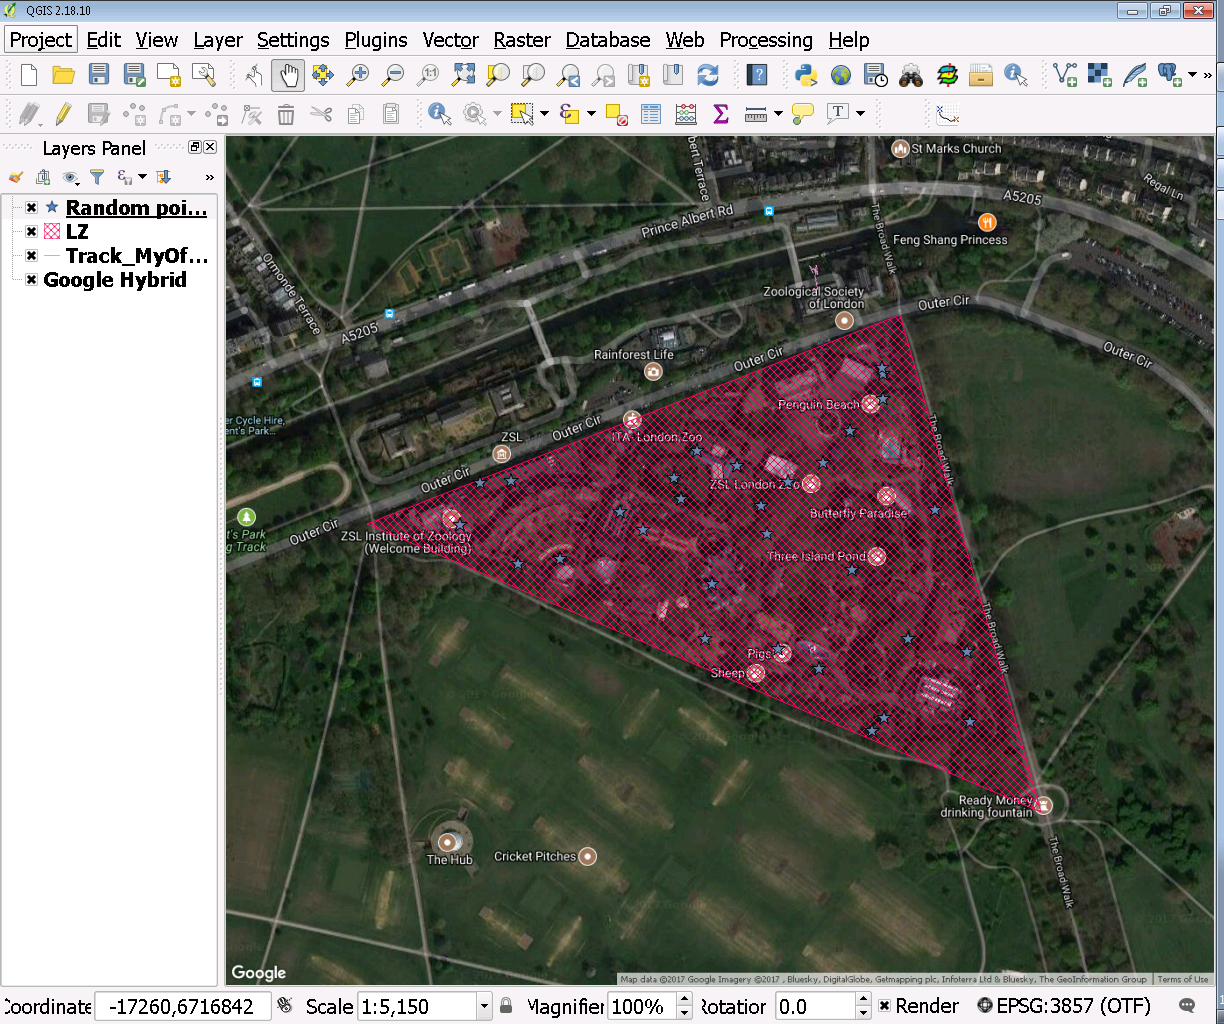 QGIS 2.18.10
Project Edit View Layer Settings Plugins Vector Raster Database Web Processing Help
Layers Panel
Random poi...
LZ
Track_MyOf...
Google Hybrid
St Marks Church
Regal Ln
A5205
Prince Albert Rd
The Broad Walk
Feng Shang Princess
Ormonde Terrace
Zoological Society
of London
Outer Cir
A5205
Outer Cir
Rainforest Life
Outer Cir
Penguin Beach
er Cycle Hire,
ent's Park...
Outer Cir
ZSL
ITA- London Zoo
The Broad Walk
Outer Cir
ZSL London Zoo
Butterfly Paradise
t's Park
g Track
Outer Cir
ZSL Institute of Zoology
(Welcome Building)
Three Island Pond
The Broad Walk
Pigs
Sheep
Ready Money
drinking fountain
The Hub
Cricket Pitches
The Broad Walk
Google
Map data ©2017 Google Imagery ©2017 , Bluesky, DigitalGlobe, Getmapping plc, Infoterra Ltd & Bluesky, The GeoInformation Group Terms of Use
Coordinate -17260,6716842 Scale 1:5,150 Magnifier 100% Rotation 0.0 Render EPSG:3857 (OTF)